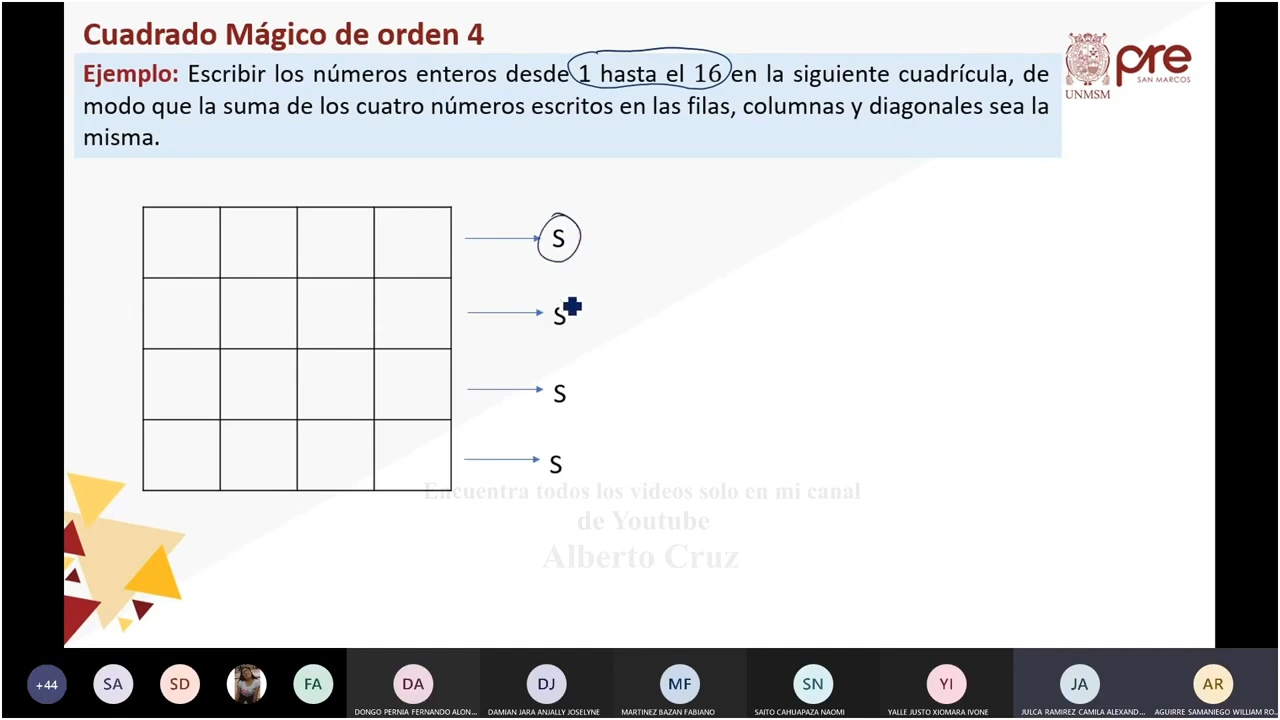 Cuadrado Mágico de orden 4
Ejemplo: Escribir los números enteros desde 1 hasta el 16 en la siguiente cuadrícula, de
modo que la suma de los cuatro números escritos en las filas, columnas y diagonales sea la
misma.
UNMSM
pre
SAN MARCOS
S
S
S
S
Encuentra todos los videos solo en mi canal
de Youtube
Alberto Cruz
+44
SA
SD
FA
DA
DJ
MF
SN
YI
JA
AR
DONGO PERNIA FERNANDO ALON...
DAMIAN JARA ANJALLY JOSELYNE
MARTINEZ BAZAN FABIANO
SAITO CAHUAPAZA NAOMI
YALLE JUSTO XIOMARA IVONE
JULCA RAMIREZ CAMILA ALEXAND...
AGUIRRE SAMANIEGO WILLIAM RO...